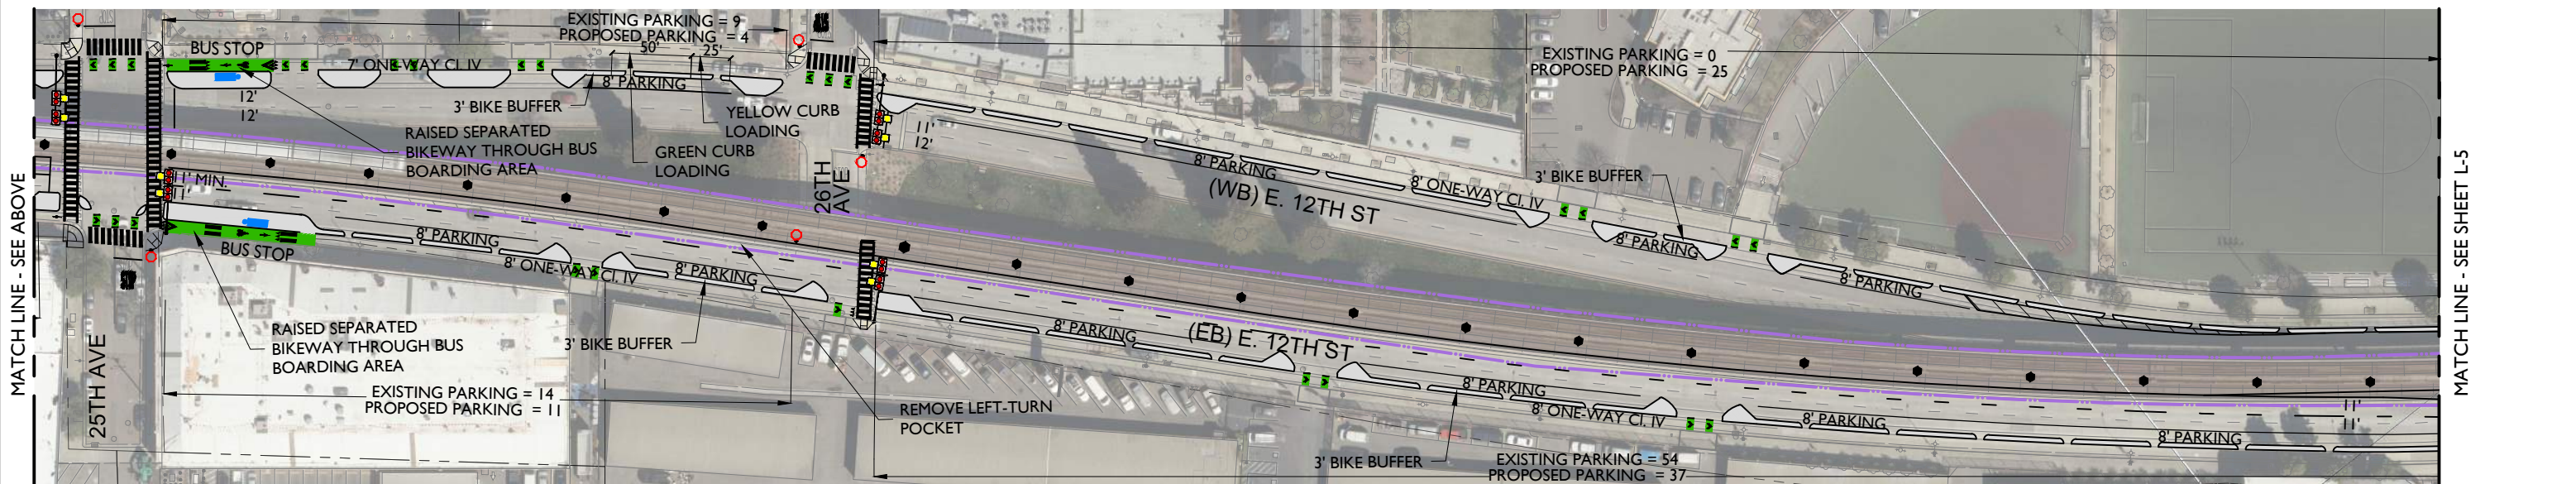 MATCH LINE - SEE ABOVE
BUS STOP
EXISTING PARKING = 9
PROPOSED PARKING = 4
50'
25'
7' ONE-WAY Cl. IV
8' PARKING
12'
12'
3' BIKE BUFFER
RAISED SEPARATED
BIKEWAY THROUGH BUS
BOARDING AREA
YELLOW CURB
LOADING
GREEN CURB
LOADING
26TH
AVE
11'
12'
EXISTING PARKING = 0
PROPOSED PARKING = 25
8' PARKING
(WB) E. 12TH ST
8' ONE-WAY Cl. IV
3' BIKE BUFFER
8' PARKING
8' PARKING
11' MIN.
11'
BUS STOP
8' PARKING
8' ONE-WAY Cl. IV
8' PARKING
RAISED SEPARATED
BIKEWAY THROUGH BUS
BOARDING AREA
3' BIKE BUFFER
25TH AVE
EXISTING PARKING = 14
PROPOSED PARKING = 11
REMOVE LEFT-TURN
POCKET
8' PARKING
(EB) E. 12TH ST
8' PARKING
8' ONE-WAY Cl. IV
8' PARKING
8' PARKING
11'
11'
3' BIKE BUFFER
EXISTING PARKING = 54
PROPOSED PARKING = 37
MATCH LINE - SEE SHEET L-5